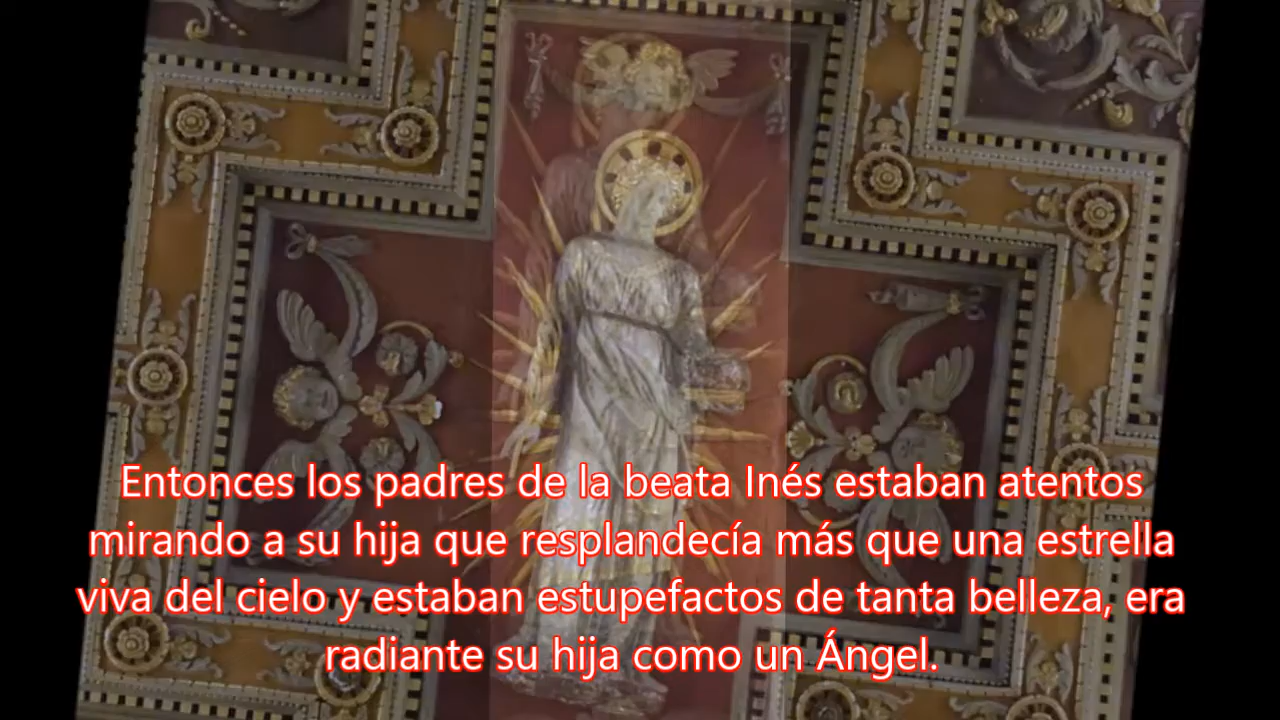 Entonces los padres de la beata Inés estaban atentos
mirando a su hija que resplandecía más que una estrella
viva del cielo y estaban estupefactos de tanta belleza, era
radiante su hija como un Ángel.